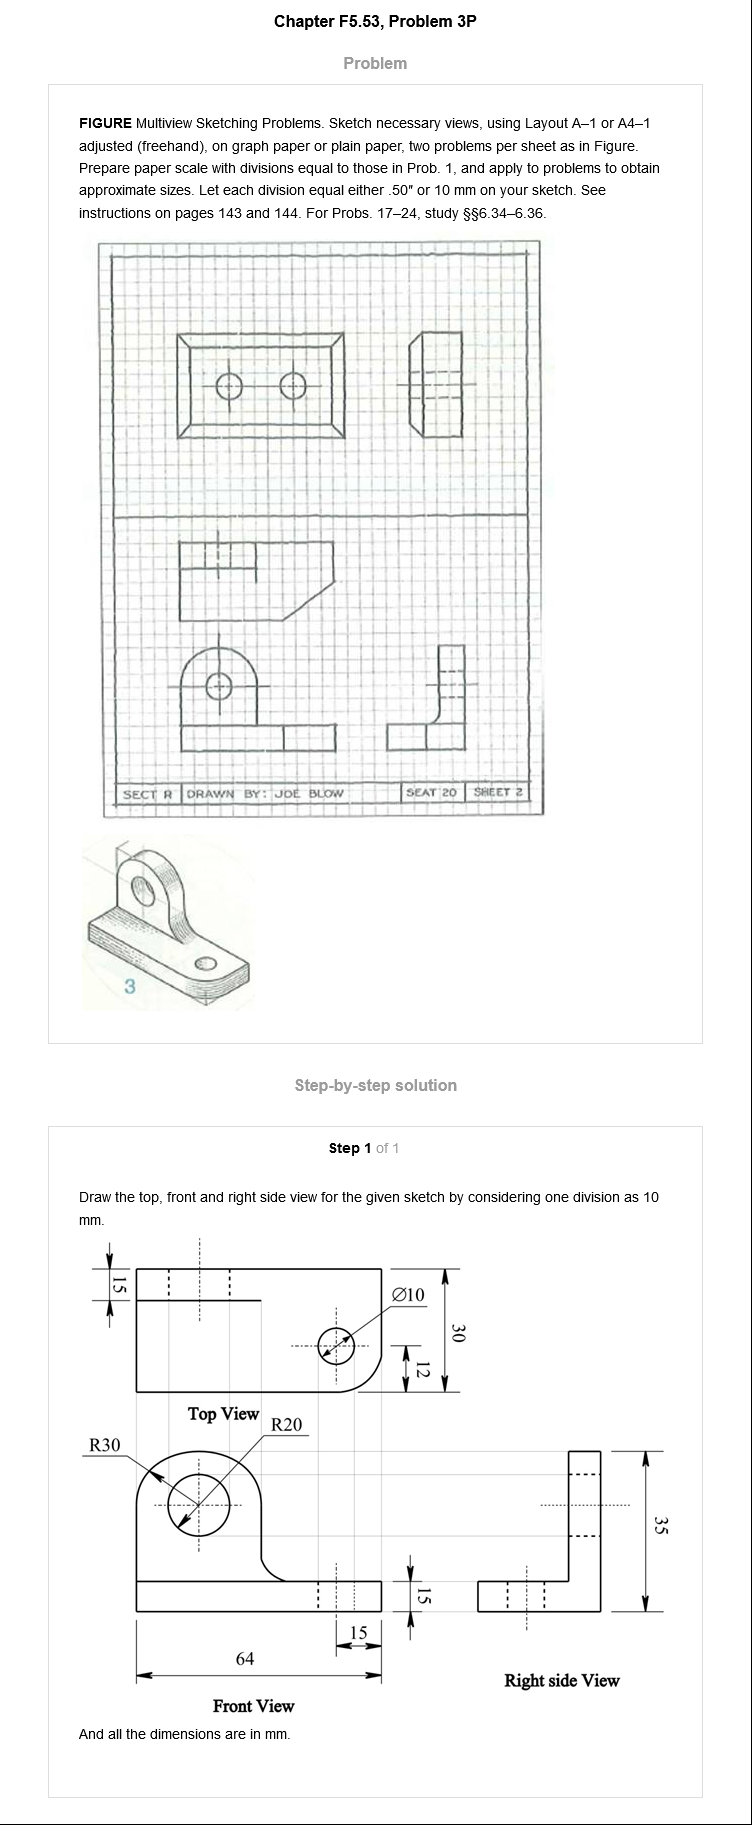 Chapter F5.53, Problem 3P
Problem
FIGURE Multiview Sketching Problems. Sketch necessary views, using Layout A–1 or A4–1
adjusted (freehand), on graph paper or plain paper, two problems per sheet as in Figure.
Prepare paper scale with divisions equal to those in Prob. 1, and apply to problems to obtain
approximate sizes. Let each division equal either .50″ or 10 mm on your sketch. See
instructions on pages 143 and 144. For Probs. 17–24, study §§6.34–6.36.
SECT R DRAWN BY: JOE BLOW SEAT 20 SHEET 2
3
Step-by-step solution
Step 1 of 1
Draw the top, front and right side view for the given sketch by considering one division as 10
mm.
15
Ø10
30
12
Top View
R20
R30
35
15
15
64
Right side View
Front View
And all the dimensions are in mm.